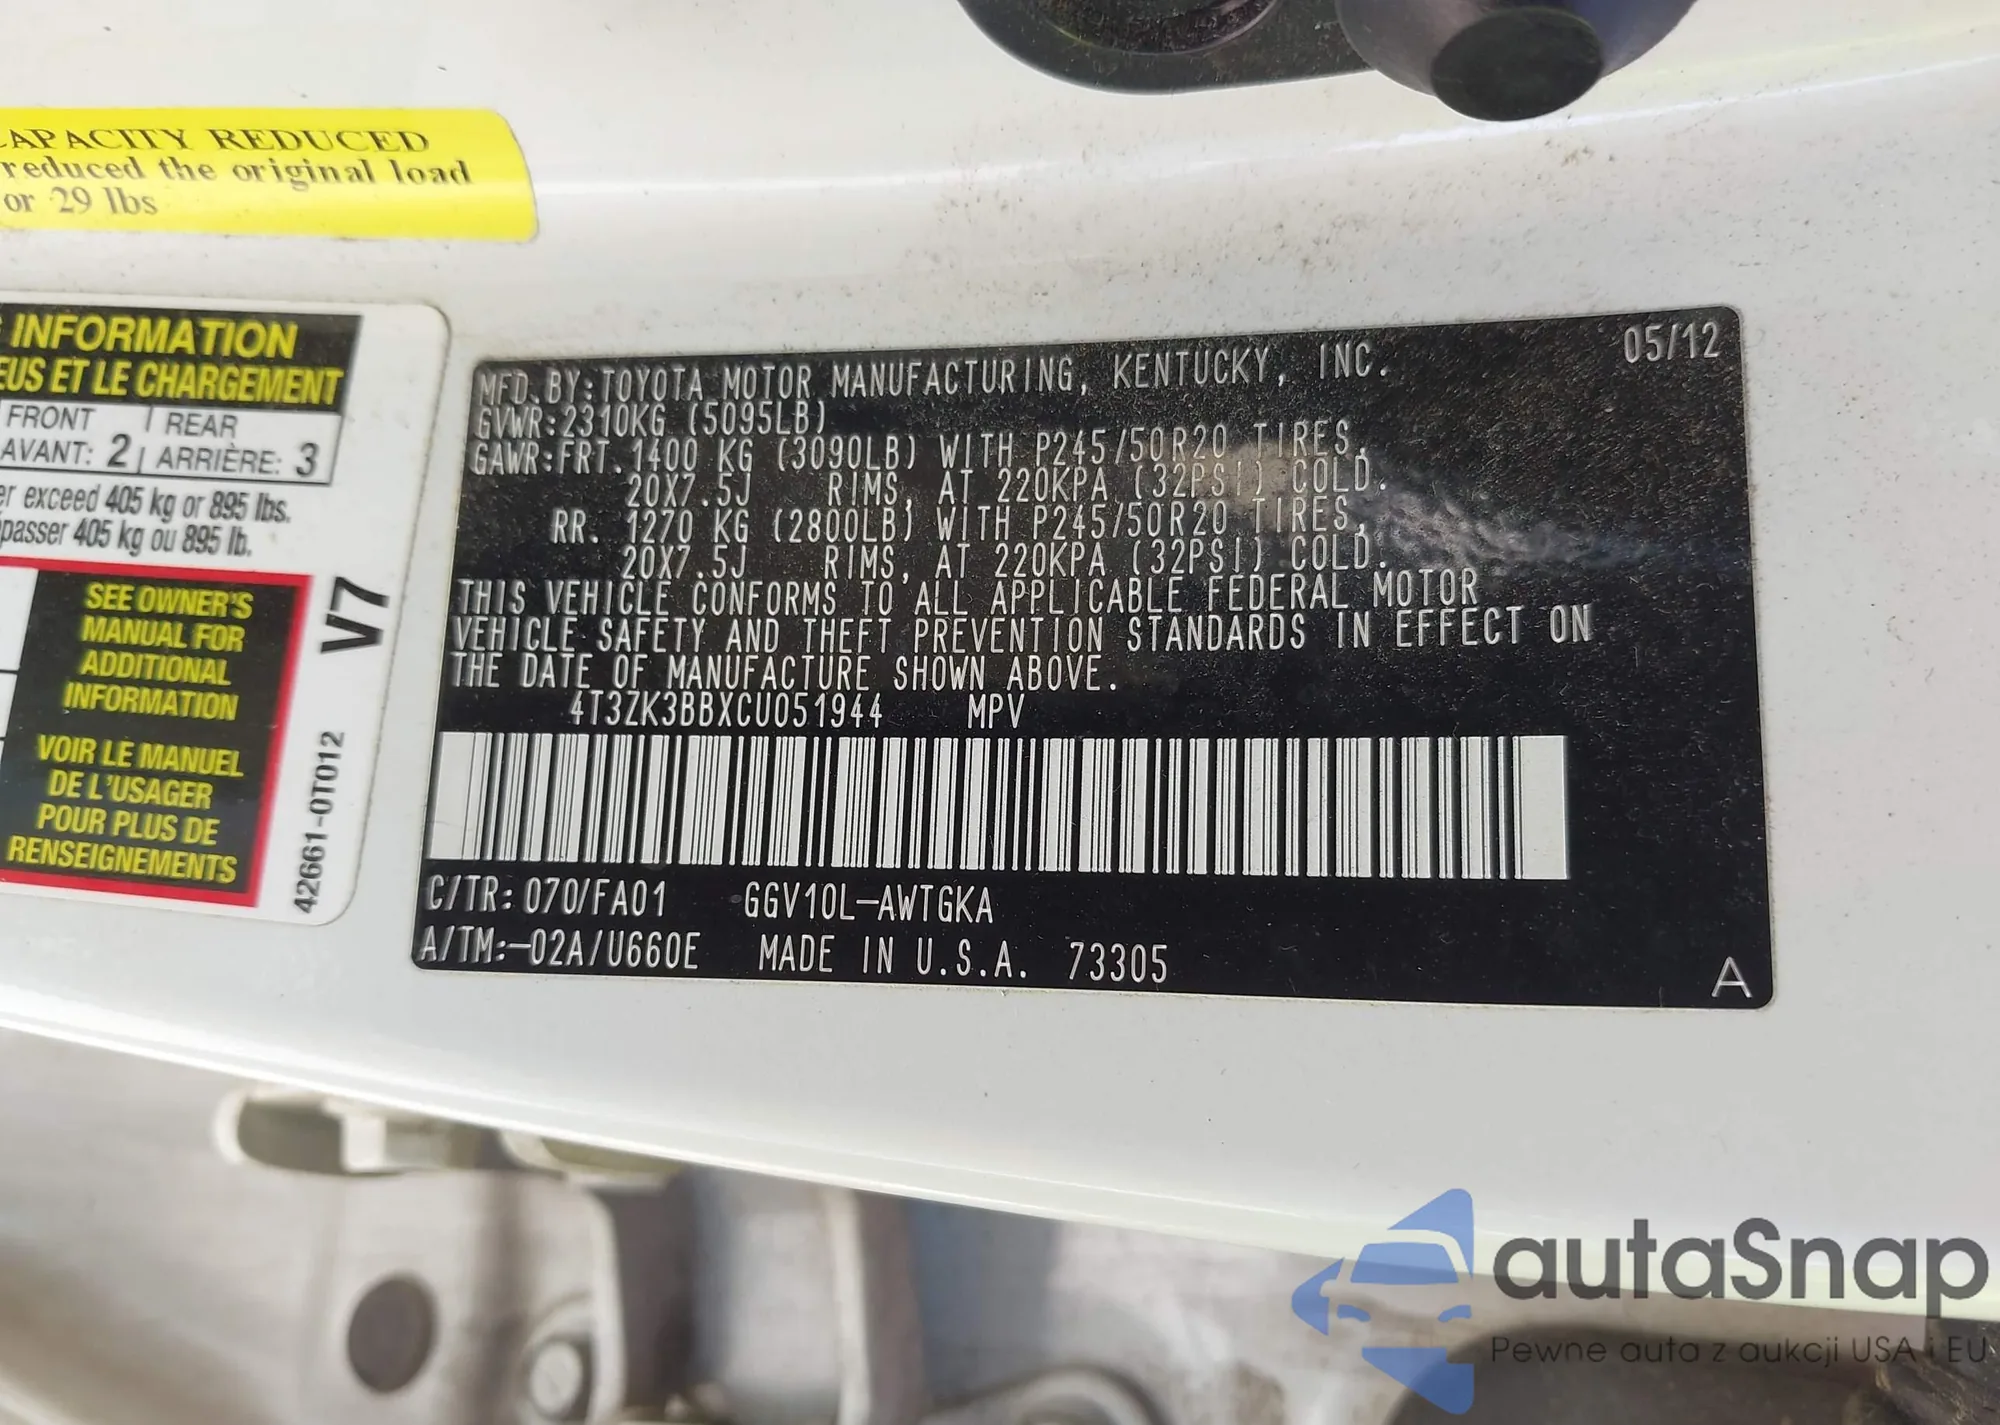 CAPACITY REDUCED
reduced the original load
or 29 lbs
INFORMATION
EUS ET LE CHARGEMENT
FRONT REAR
AVANT: 2 ARRIÈRE: 3
er exceed 405 kg or 895 lbs.
passer 405 kg ou 895 lb.
SEE OWNER'S
MANUAL FOR
ADDITIONAL
INFORMATION
VOIR LE MANUEL
DE L'USAGER
POUR PLUS DE
RENSEIGNEMENTS
V7
42661-0T012
05/12
MFD. BY:TOYOTA MOTOR MANUFACTURING, KENTUCKY, INC.
GVWR:2310KG (5095LB)
GAWR:FRT. 1400 KG (3090LB) WITH P245/50R20 TIRES,
20X7.5J RIMS, AT 220KPA (32PSI) COLD.
RR. 1270 KG (2800LB) WITH P245/50R20 TIRES,
20X7.5J RIMS, AT 220KPA (32PSI) COLD.
THIS VEHICLE CONFORMS TO ALL APPLICABLE FEDERAL MOTOR
VEHICLE SAFETY AND THEFT PREVENTION STANDARDS IN EFFECT ON
THE DATE OF MANUFACTURE SHOWN ABOVE.
4T3ZK3BBXCU051944 MPV
C/TR: 070/FA01 GGV10L-AWTGKA
A/TM:-02A/U660E MADE IN U.S.A. 73305
A
autaSnap
Pewne auta z aukcji USA i EU